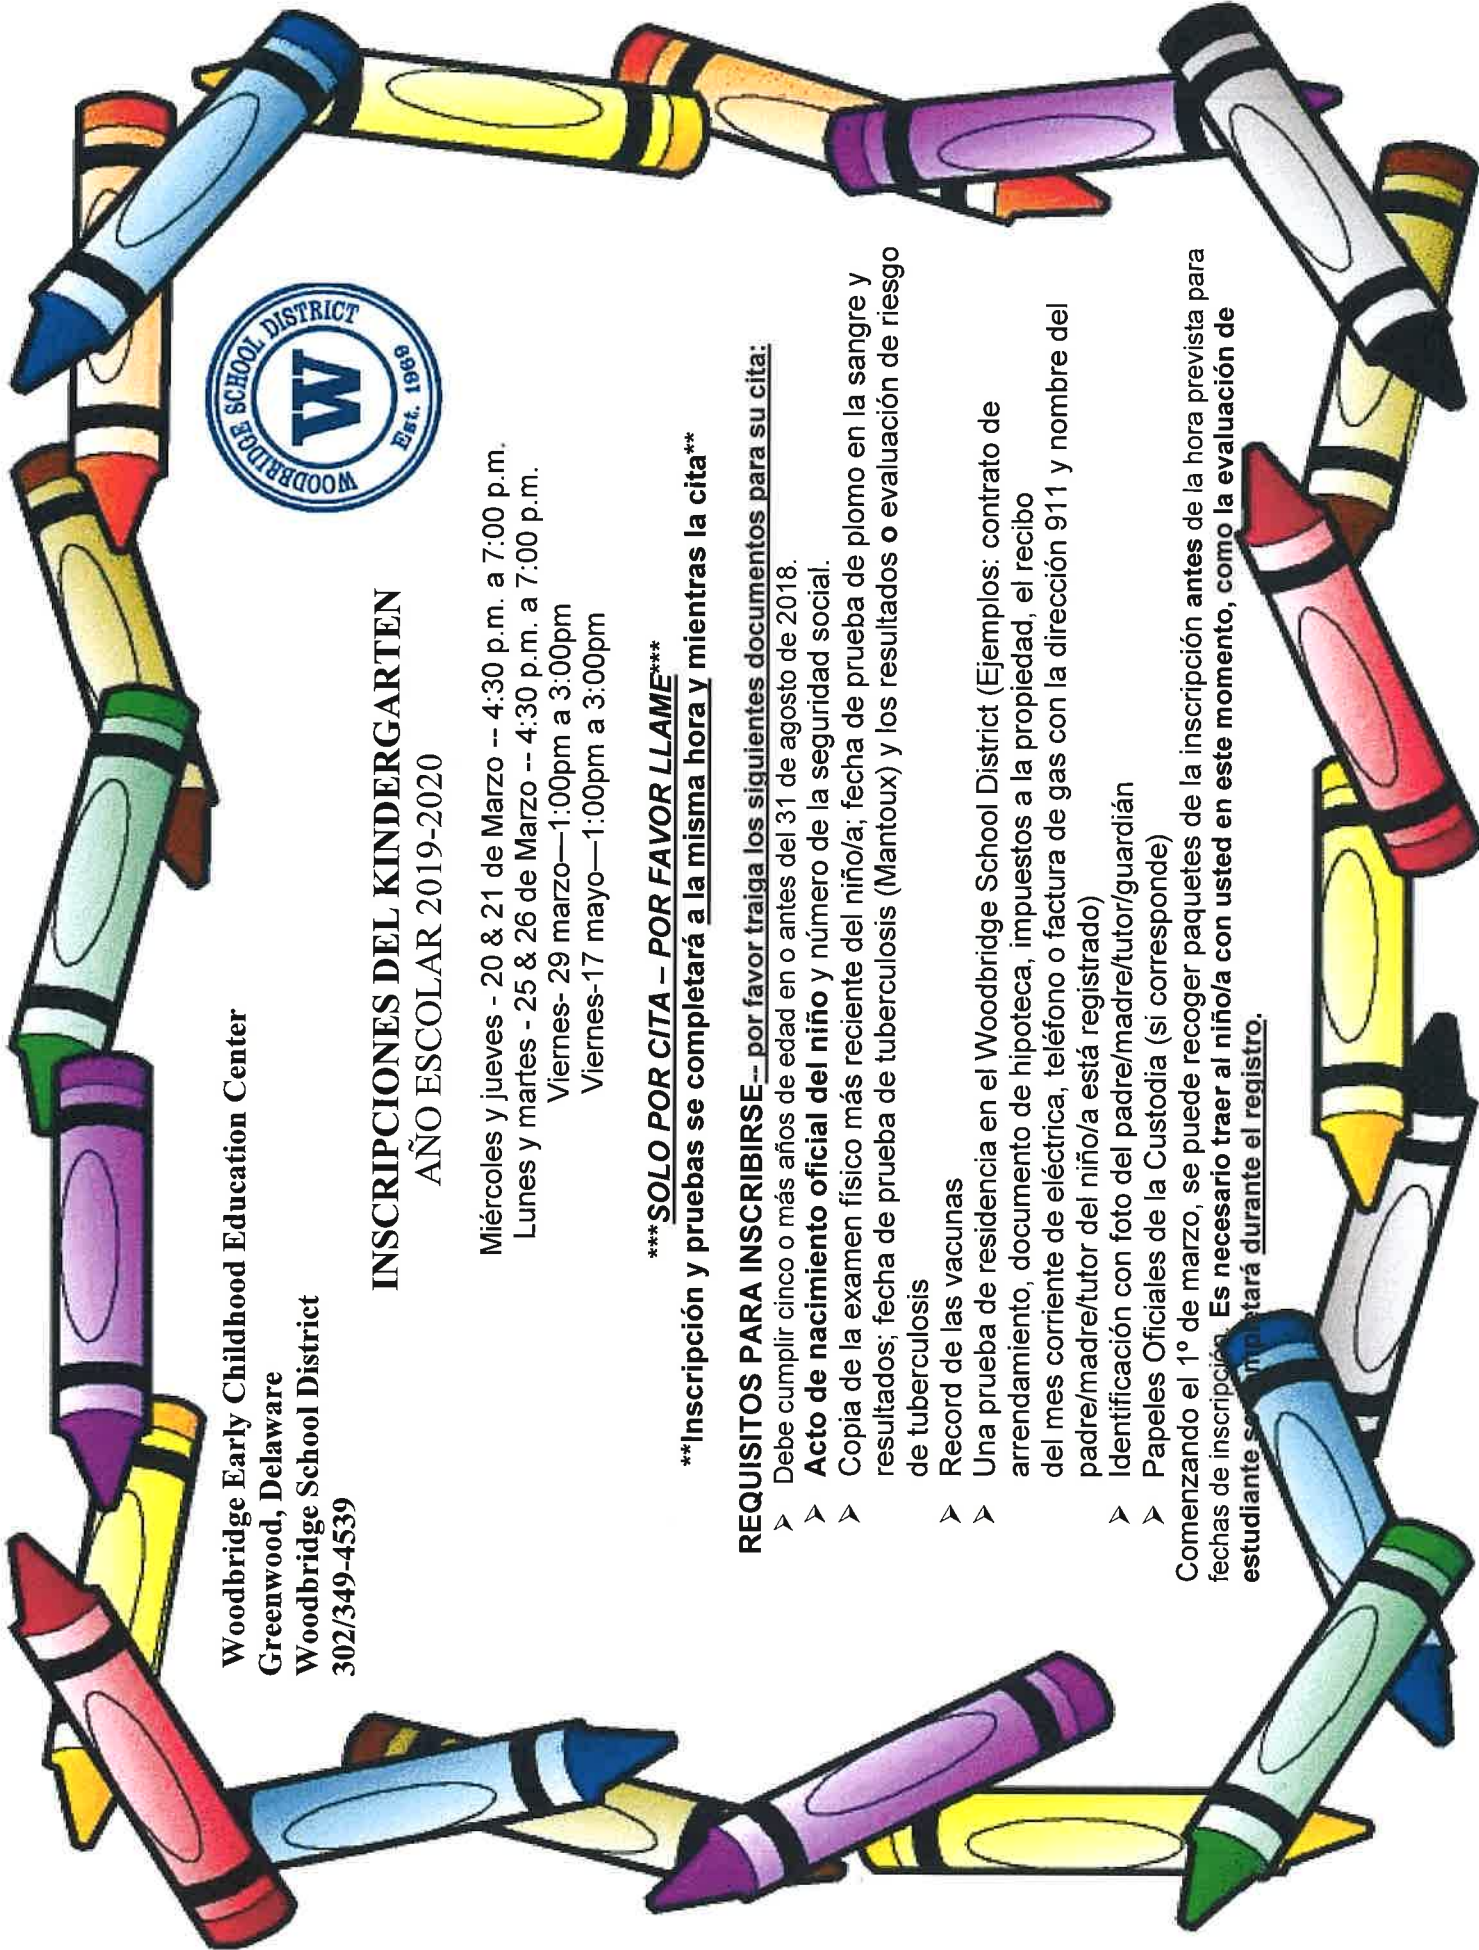 Woodbridge Early Childhood Education Center
Greenwood, Delaware
Woodbridge School District
302/349-4539
WOODBRIDGE SCHOOL DISTRICT
W
Est. 1969
INSCRIPCIONES DEL KINDERGARTEN
AÑO ESCOLAR 2019-2020
Miércoles y jueves - 20 & 21 de Marzo -- 4:30 p.m. a 7:00 p.m.
Lunes y martes - 25 & 26 de Marzo -- 4:30 p.m. a 7:00 p.m.
Viernes- 29 marzo—1:00pm a 3:00pm
Viernes-17 mayo—1:00pm a 3:00pm
***SOLO POR CITA – POR FAVOR LLAME***
**Inscripción y pruebas se completará a la misma hora y mientras la cita**
REQUISITOS PARA INSCRIBIRSE-- por favor traiga los siguientes documentos para su cita:
➢ Debe cumplir cinco o más años de edad en o antes del 31 de agosto de 2018.
➢ Acto de nacimiento oficial del niño y número de la seguridad social.
➢ Copia de la examen físico más reciente del niño/a; fecha de prueba de plomo en la sangre y
resultados; fecha de prueba de tuberculosis (Mantoux) y los resultados o evaluación de riesgo
de tuberculosis
➢ Record de las vacunas
➢ Una prueba de residencia en el Woodbridge School District (Ejemplos: contrato de
arrendamiento, documento de hipoteca, impuestos a la propiedad, el recibo
del mes corriente de eléctrica, teléfono o factura de gas con la dirección 911 y nombre del
padre/madre/tutor del niño/a está registrado)
➢ Identificación con foto del padre/madre/tutor/guardián
➢ Papeles Oficiales de la Custodia (si corresponde)
Comenzando el 1º de marzo, se puede recoger paquetes de la inscripción antes de la hora prevista para
fechas de inscripción. Es necesario traer al niño/a con usted en este momento, como la evaluación de
estudiante durante el registro.